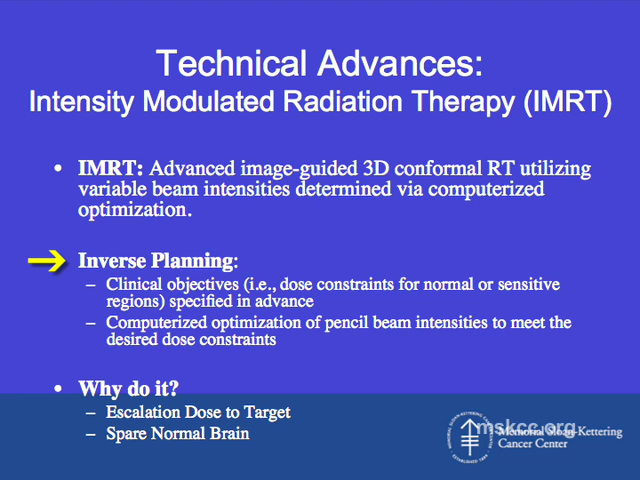 Technical Advances:
Intensity Modulated Radiation Therapy (IMRT)
• IMRT: Advanced image-guided 3D conformal RT utilizing
variable beam intensities determined via computerized
optimization.
Inverse Planning:
– Clinical objectives (i.e., dose constraints for normal or sensitive
regions) specified in advance
– Computerized optimization of pencil beam intensities to meet the
desired dose constraints
• Why do it?
– Escalation Dose to Target
– Spare Normal Brain
mskcc.org
Memorial Sloan-Kettering
Cancer Center